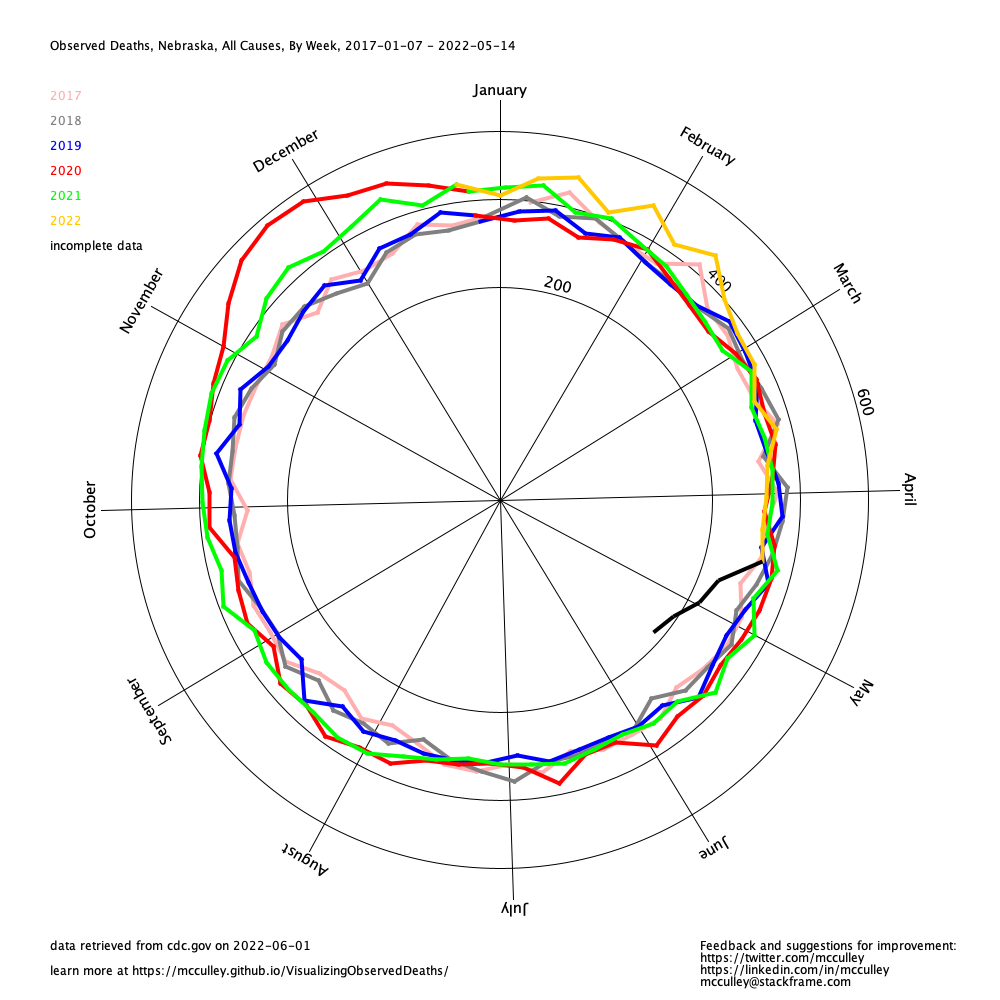 Observed Deaths, Nebraska, All Causes, By Week, 2017-01-07 - 2022-05-14
January
2017
2018
2019
2020
2021
2022
incomplete data
December
February
November
March
200
400
600
October
April
September
May
August
June
July
data retrieved from cdc.gov on 2022-06-01
learn more at https://mcculley.github.io/VisualizingObservedDeaths/
Feedback and suggestions for improvement:
https://twitter.com/mcculley
https://linkedin.com/in/mcculley
mcculley@stackframe.com